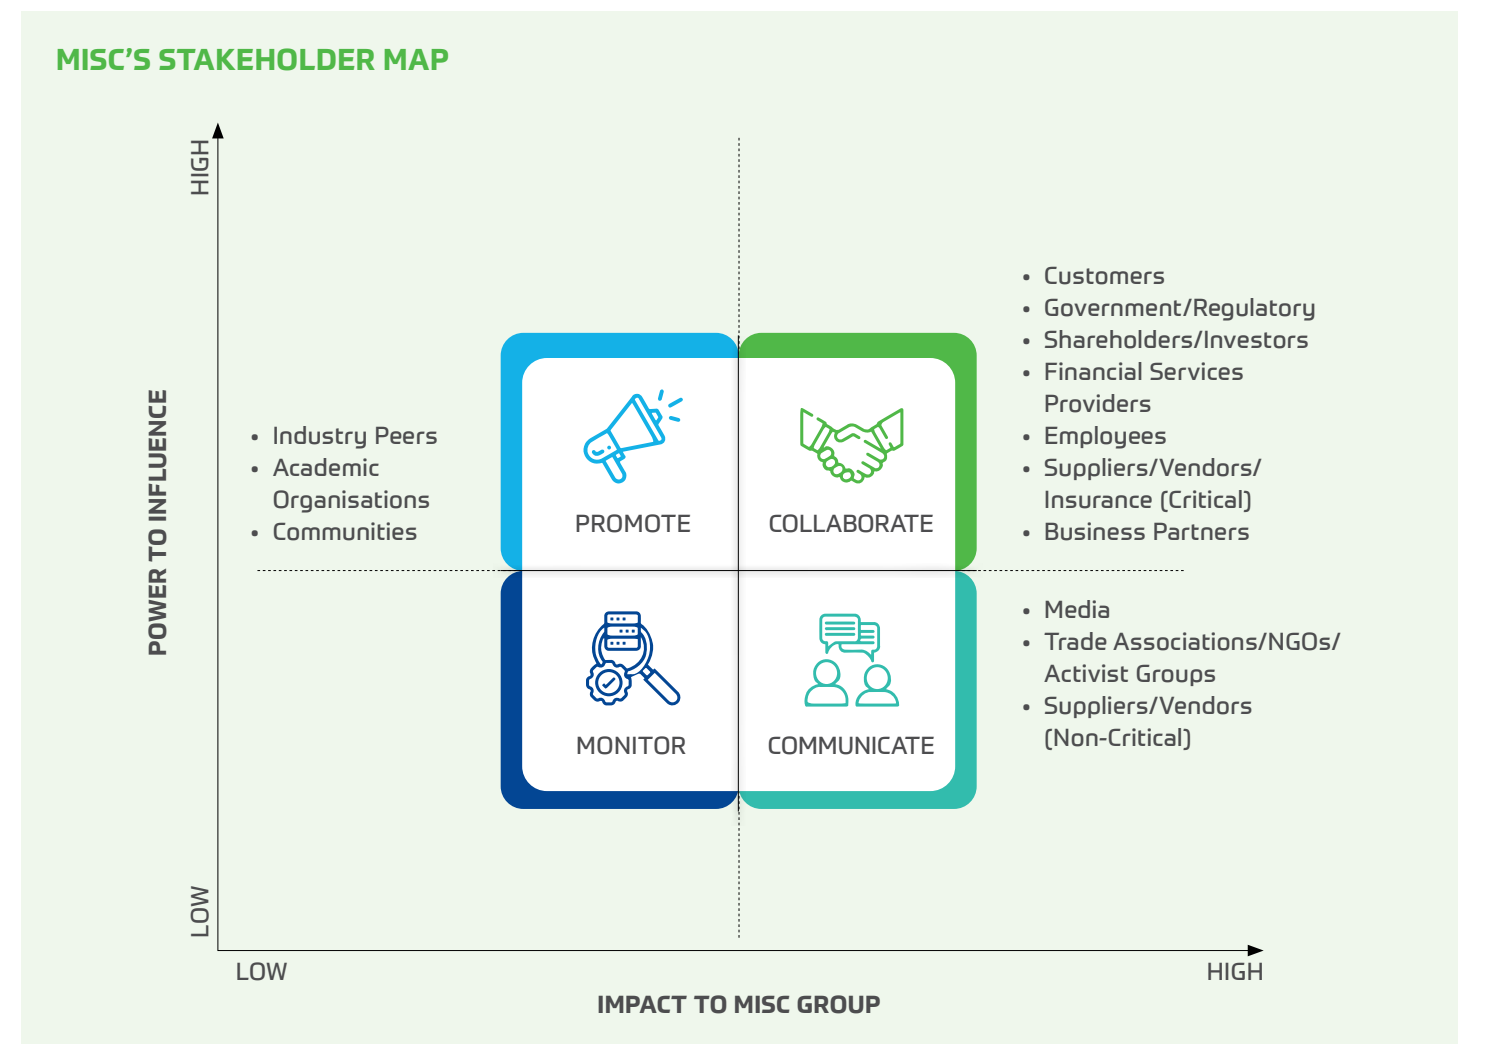 MISC’S STAKEHOLDER MAP
HIGH
POWER TO INFLUENCE
LOW
• Industry Peers
• Academic
Organisations
• Communities
PROMOTE
COLLABORATE
• Customers
• Government/Regulatory
• Shareholders/Investors
• Financial Services
Providers
• Employees
• Suppliers/Vendors/
Insurance (Critical)
• Business Partners
MONITOR
COMMUNICATE
• Media
• Trade Associations/NGOs/
Activist Groups
• Suppliers/Vendors
(Non-Critical)
LOW
HIGH
IMPACT TO MISC GROUP